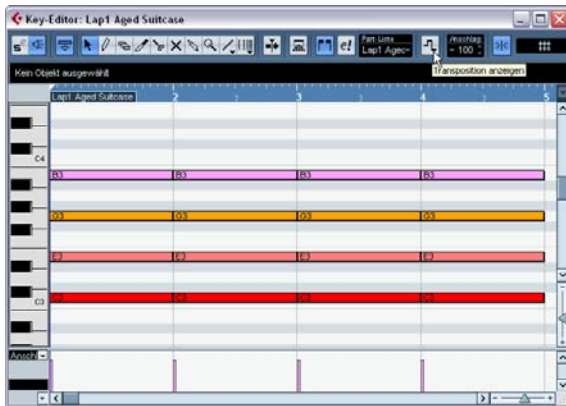 Key-Editor: Lap1 Aged Suitcase
Part-Liste
Lap1 Aged-
Anschlag
100
Transposition anzeigen
Kein Objekt ausgewählt
Lap1 Aged Suitcase
2 3 4 5
C4
B3 B3 B3 B3
G3 G3 G3 G3
E3 E3 E3 E3
C3
C3 C3 C3 C3
Anschl